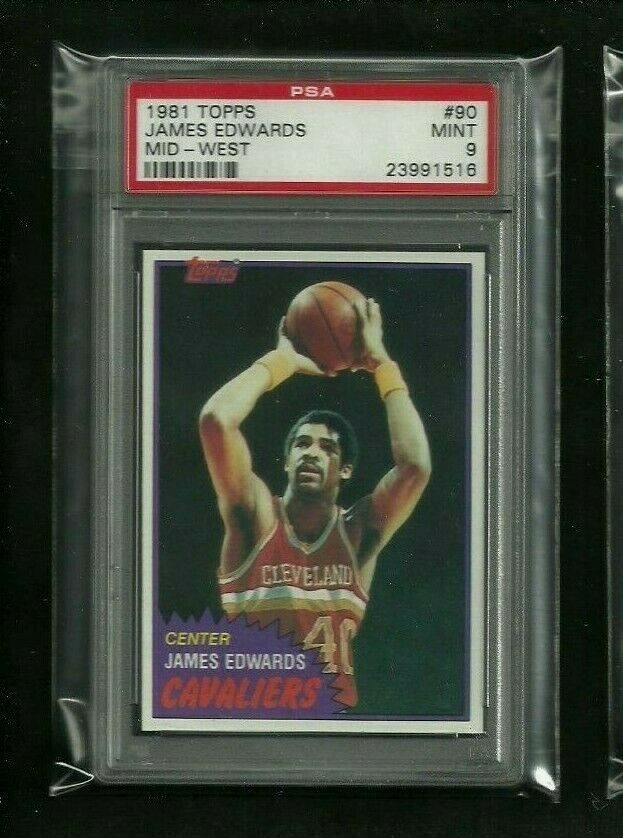 PSA
1981 TOPPS #90
JAMES EDWARDS MINT
MID-WEST 9
23991516
TOPPS
CLEVELAND
40
CENTER
JAMES EDWARDS
CAVALIERS